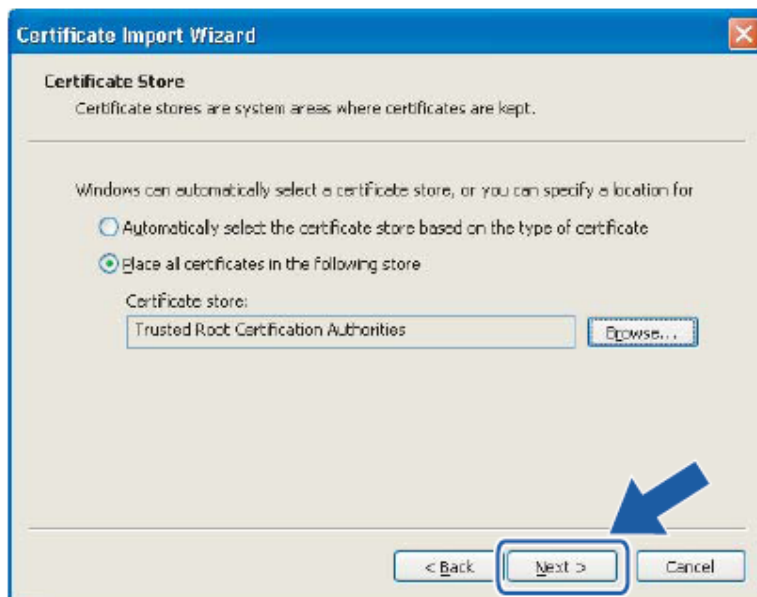 Certificate Import Wizard
Certificate Store
Certificate stores are system areas where certificates are kept.
Windows can automatically select a certificate store, or you can specify a location for
Automatically select the certificate store based on the type of certificate
Place all certificates in the following store
Certificate store:
Trusted Root Certification Authorities
Browse...
< Back
Next >
Cancel